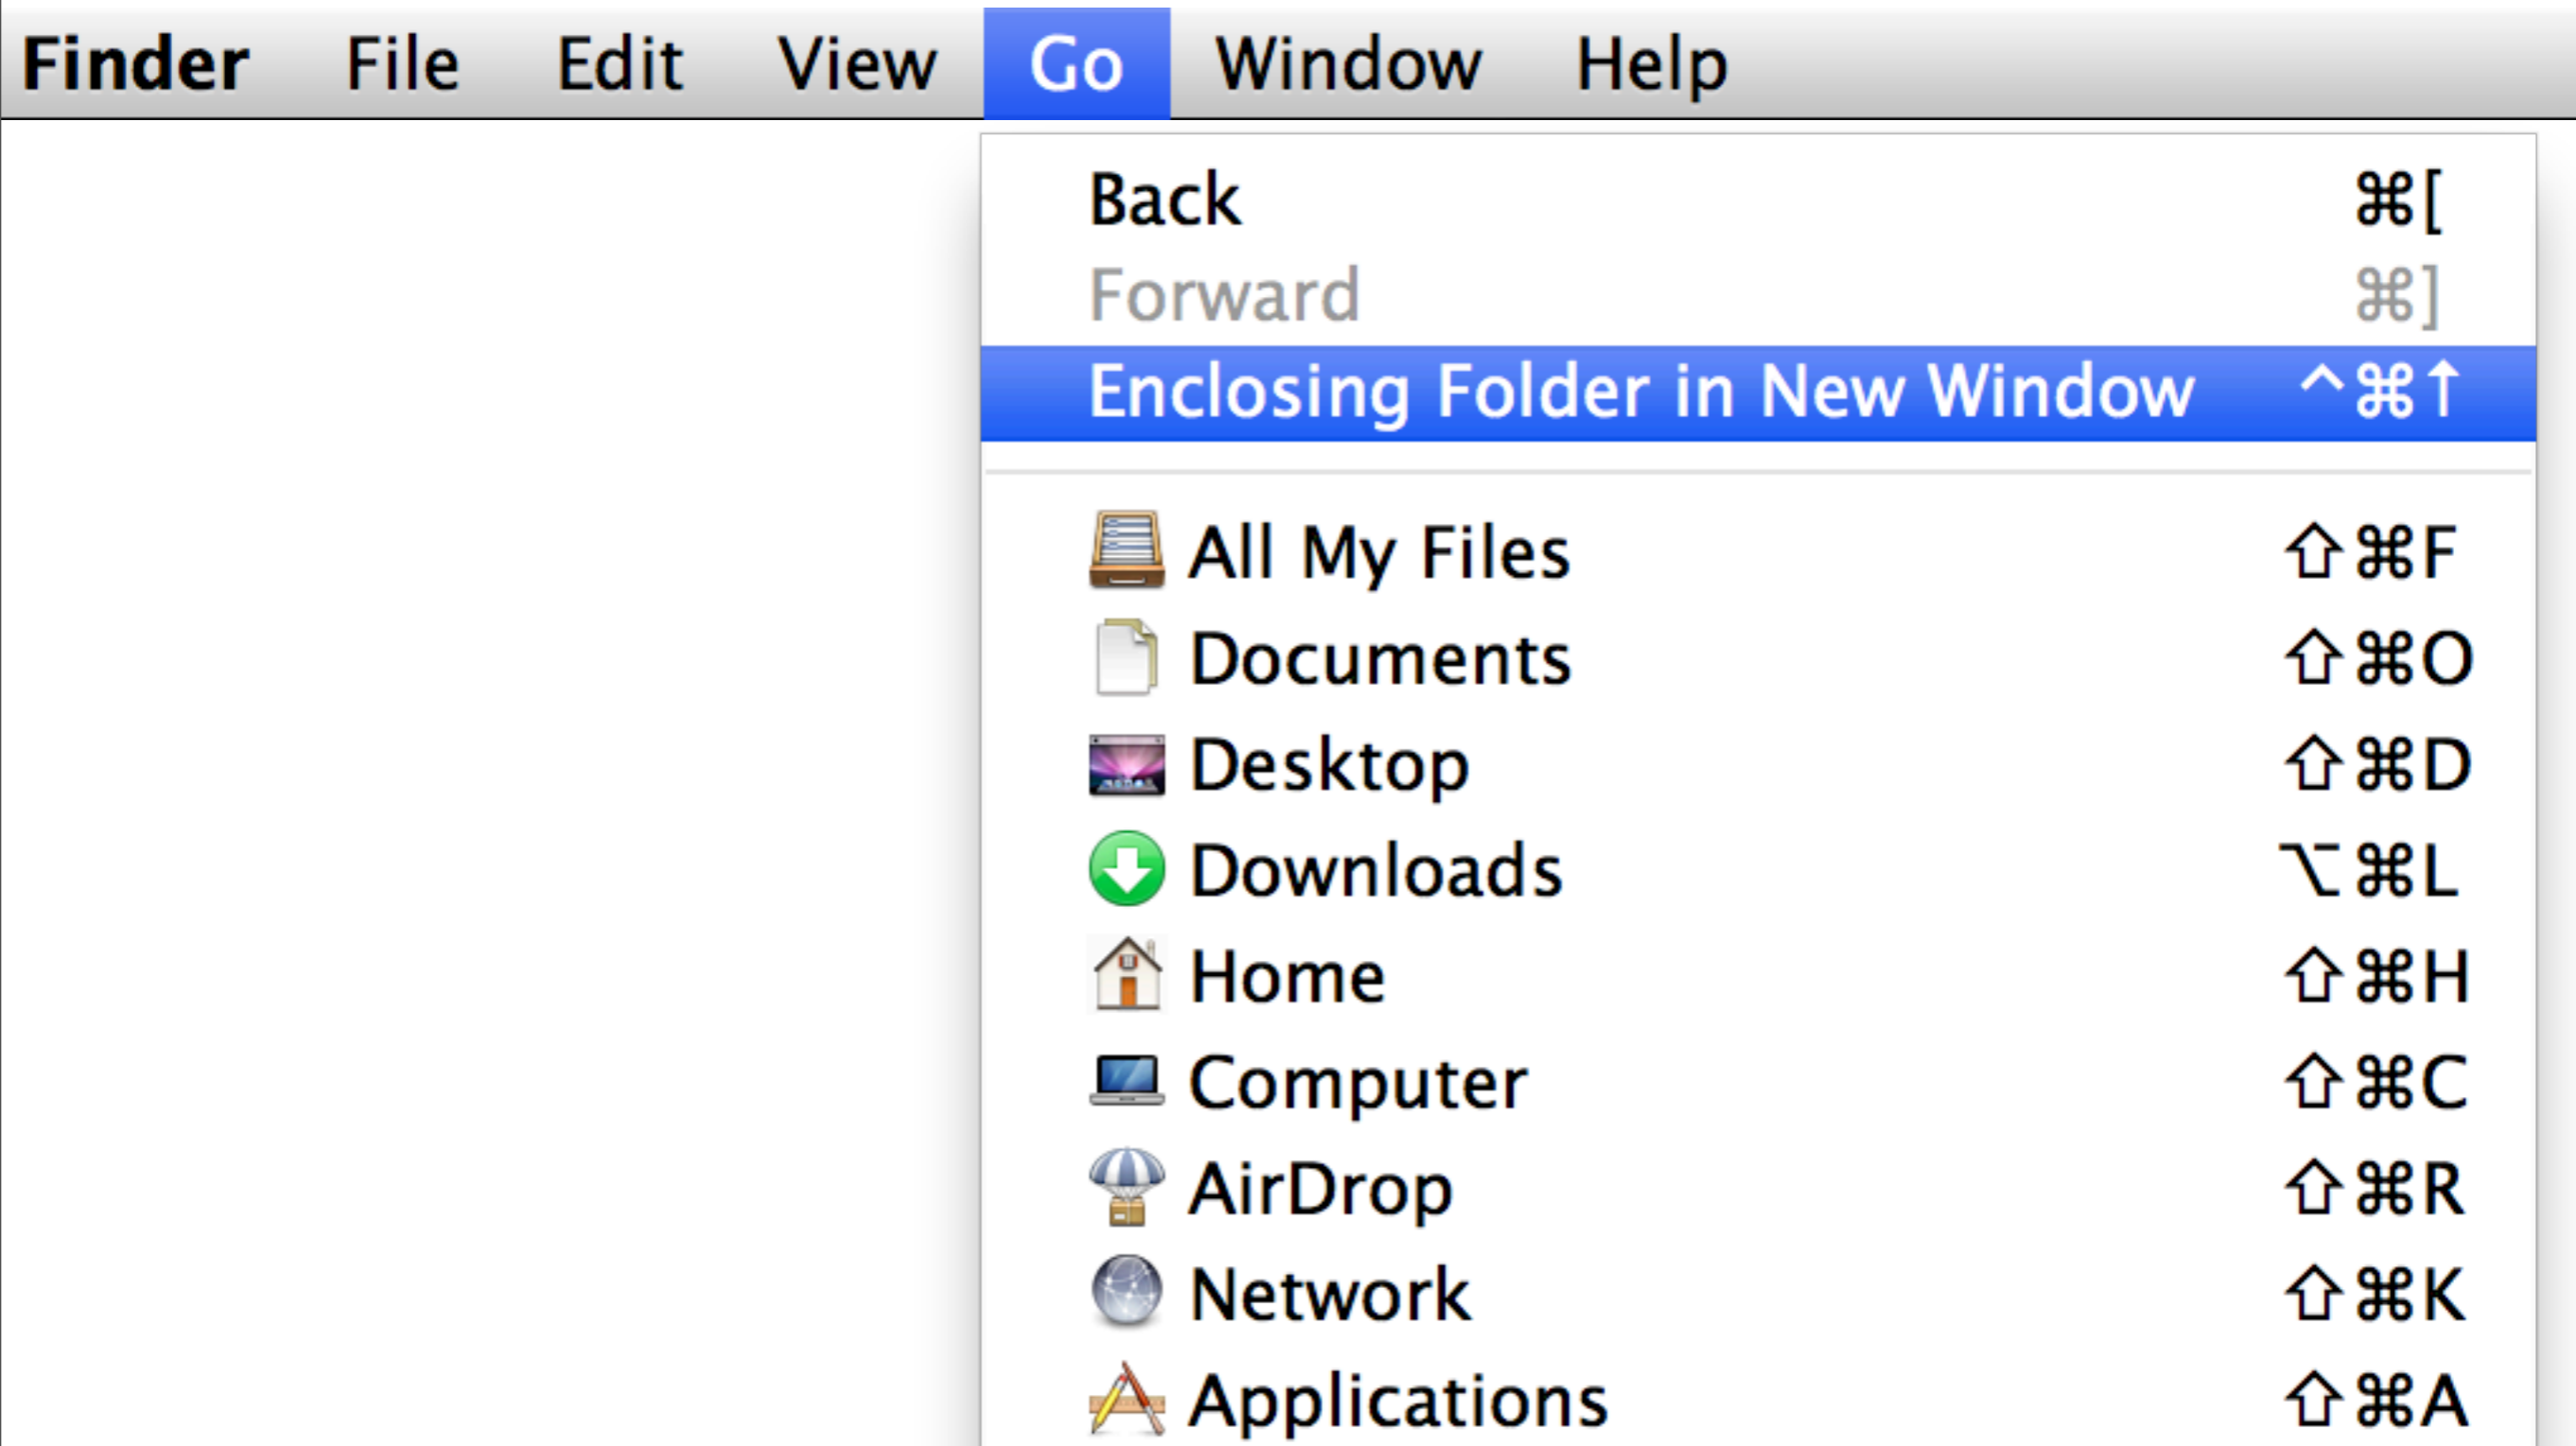 Finder File Edit View Go Window Help
Back ⌘[
Forward ⌘]
Enclosing Folder in New Window ^⌘↑
All My Files ⇧⌘F
Documents ⇧⌘O
Desktop ⇧⌘D
Downloads ⌥⌘L
Home ⇧⌘H
Computer ⇧⌘C
AirDrop ⇧⌘R
Network ⇧⌘K
Applications ⇧⌘A